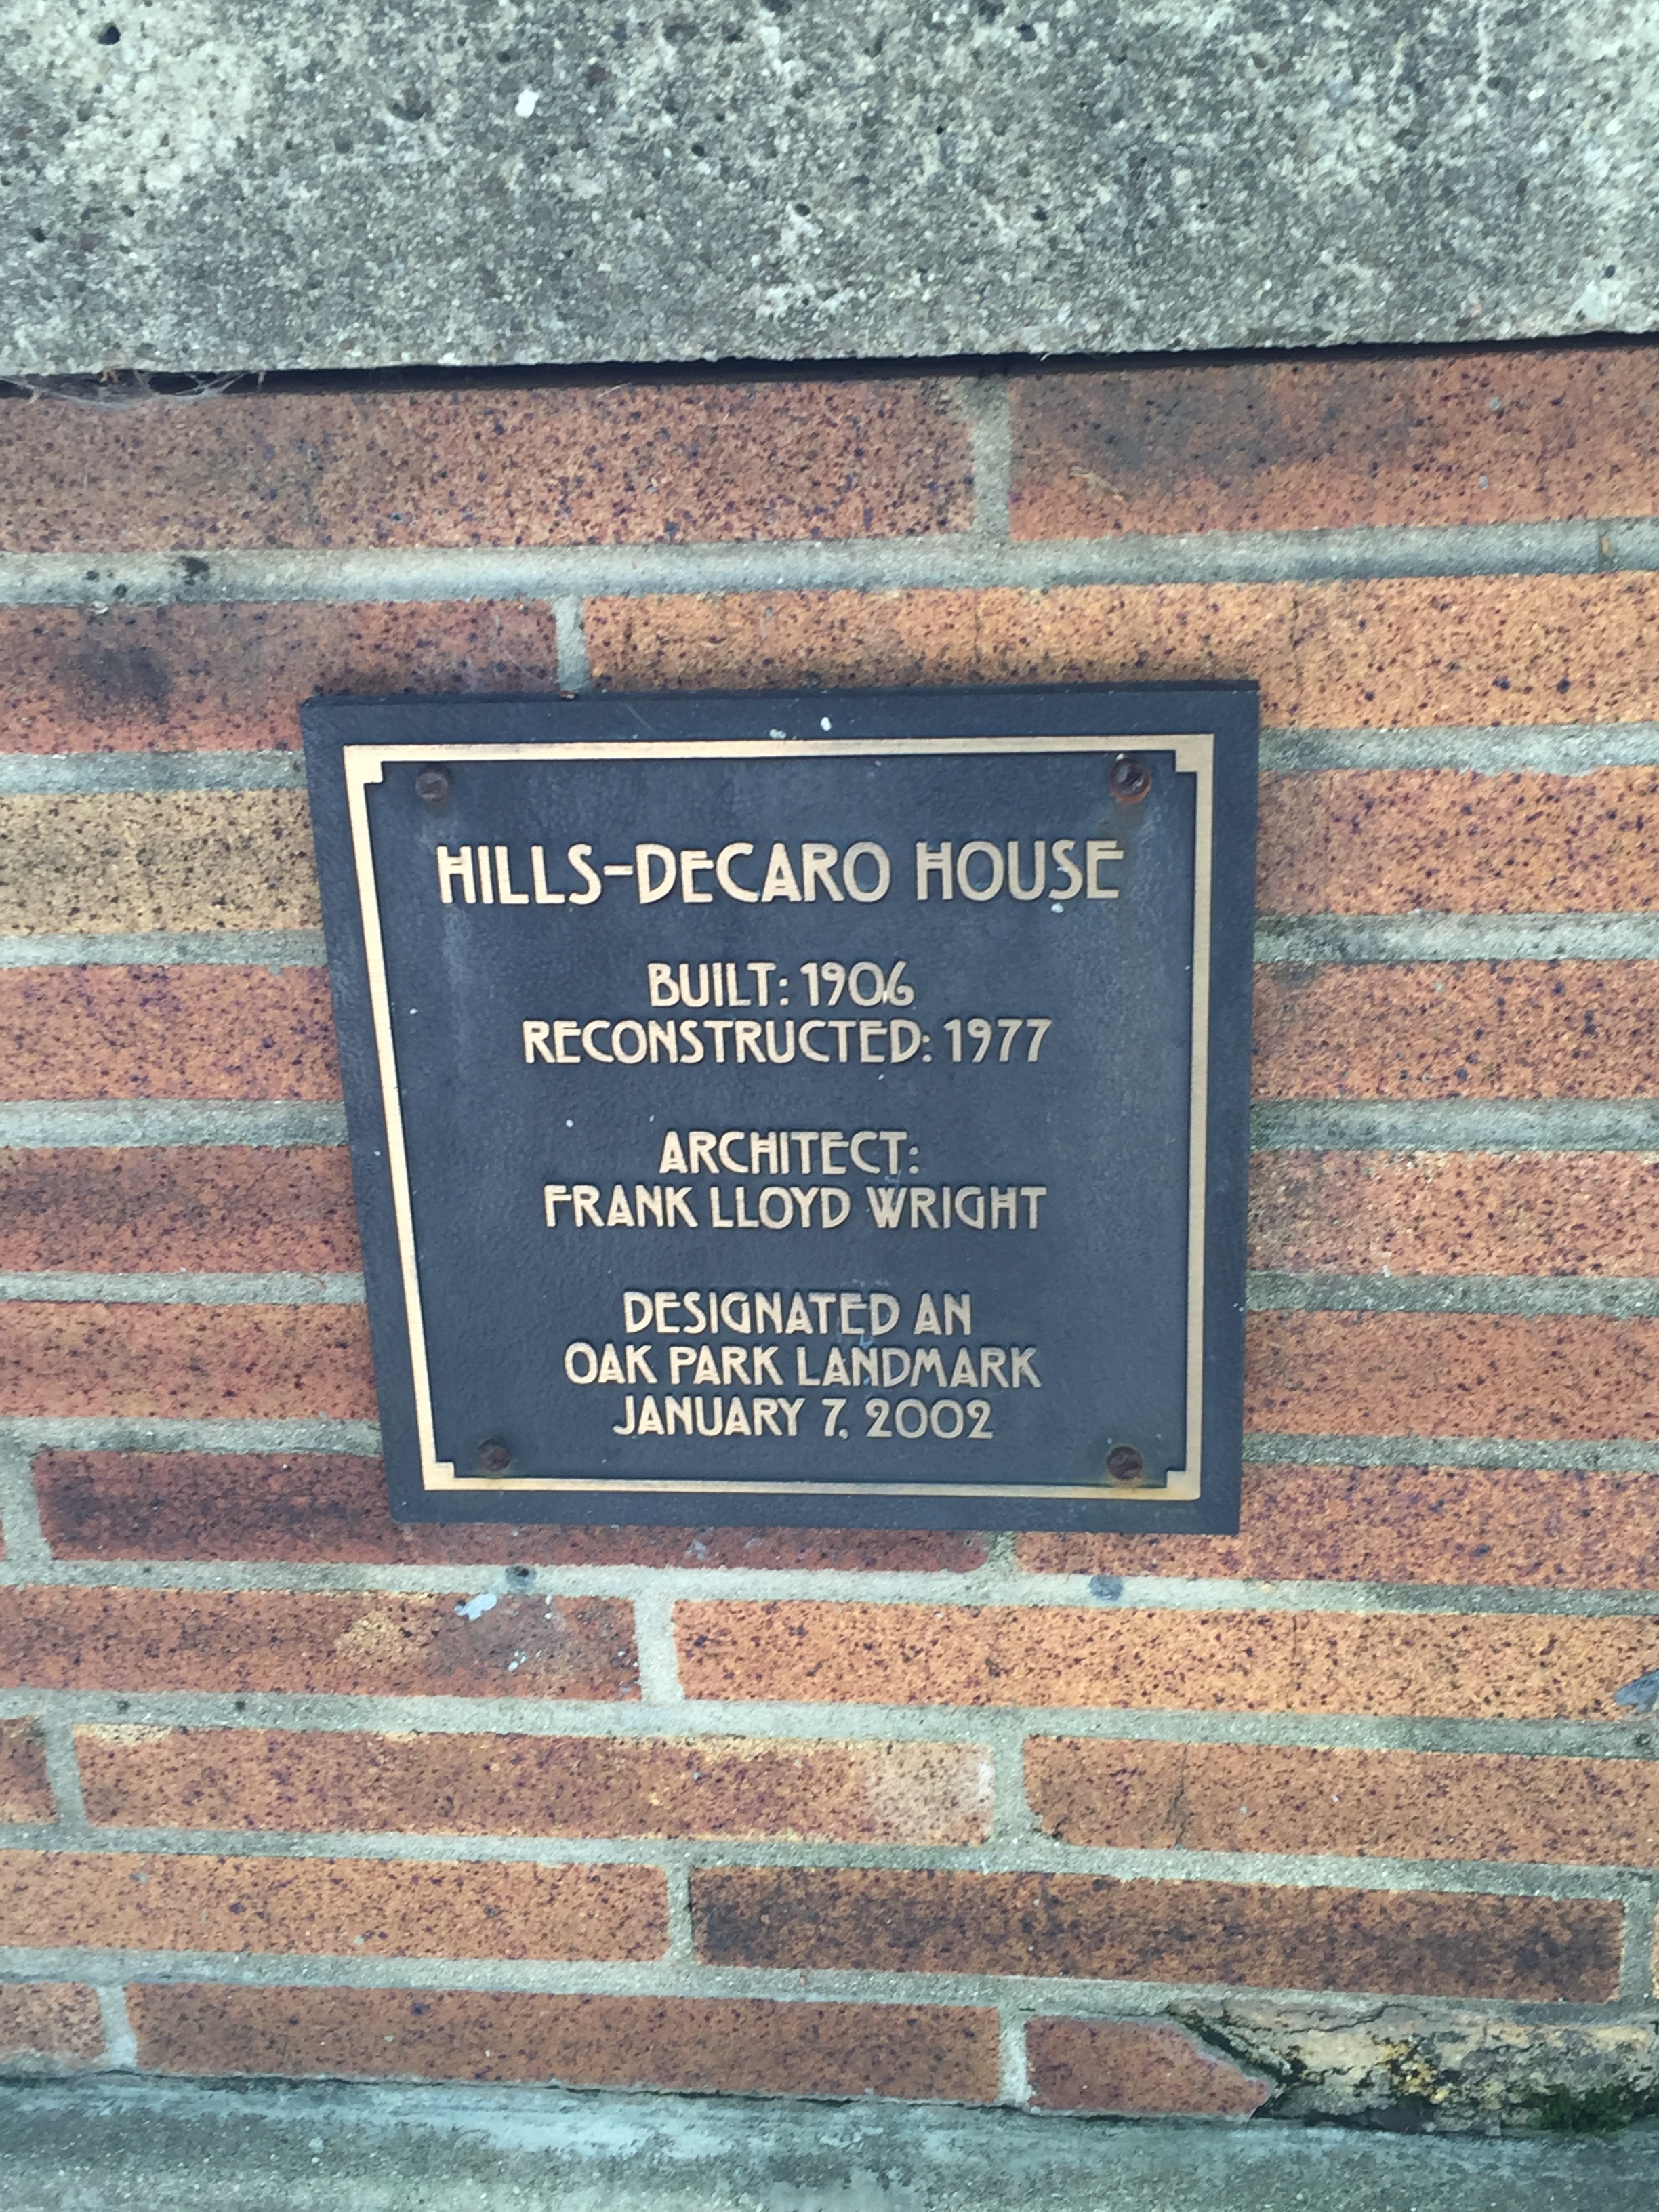 HILLS-DECARO HOUSE
BUILT: 1906
RECONSTRUCTED: 1977
ARCHITECT:
FRANK LLOYD WRIGHT
DESIGNATED AN
OAK PARK LANDMARK
JANUARY 7, 2002